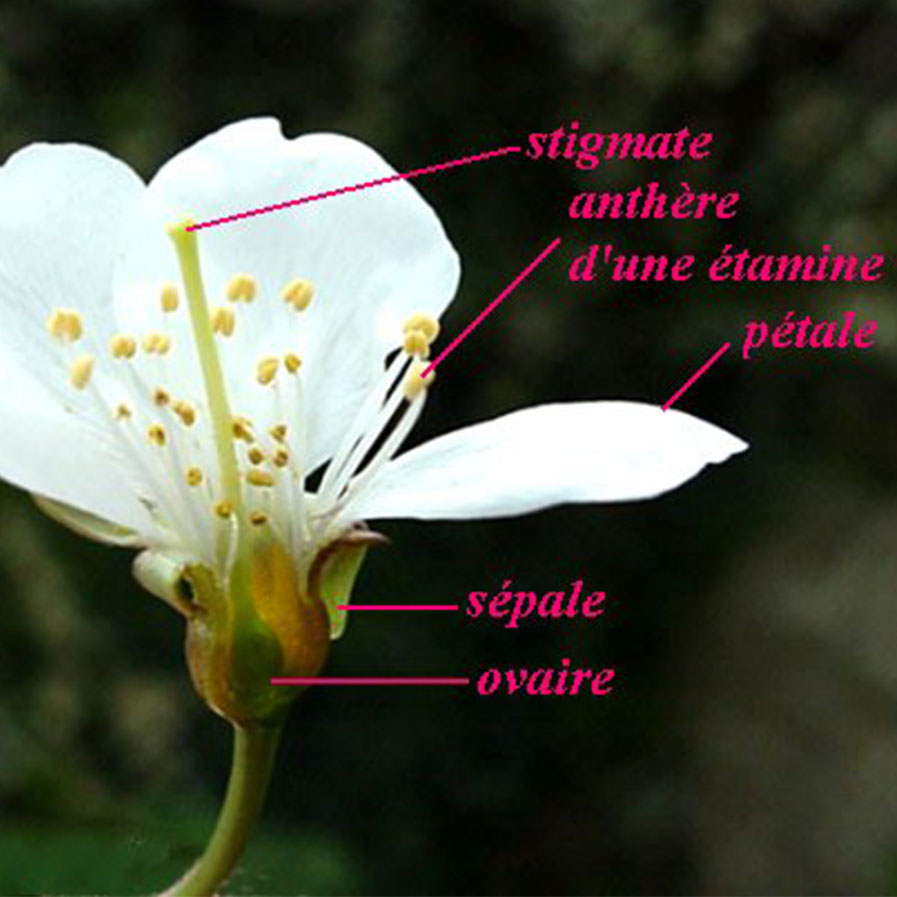 stigmate
anthère
d'une étamine
pétale
sépale
ovaire